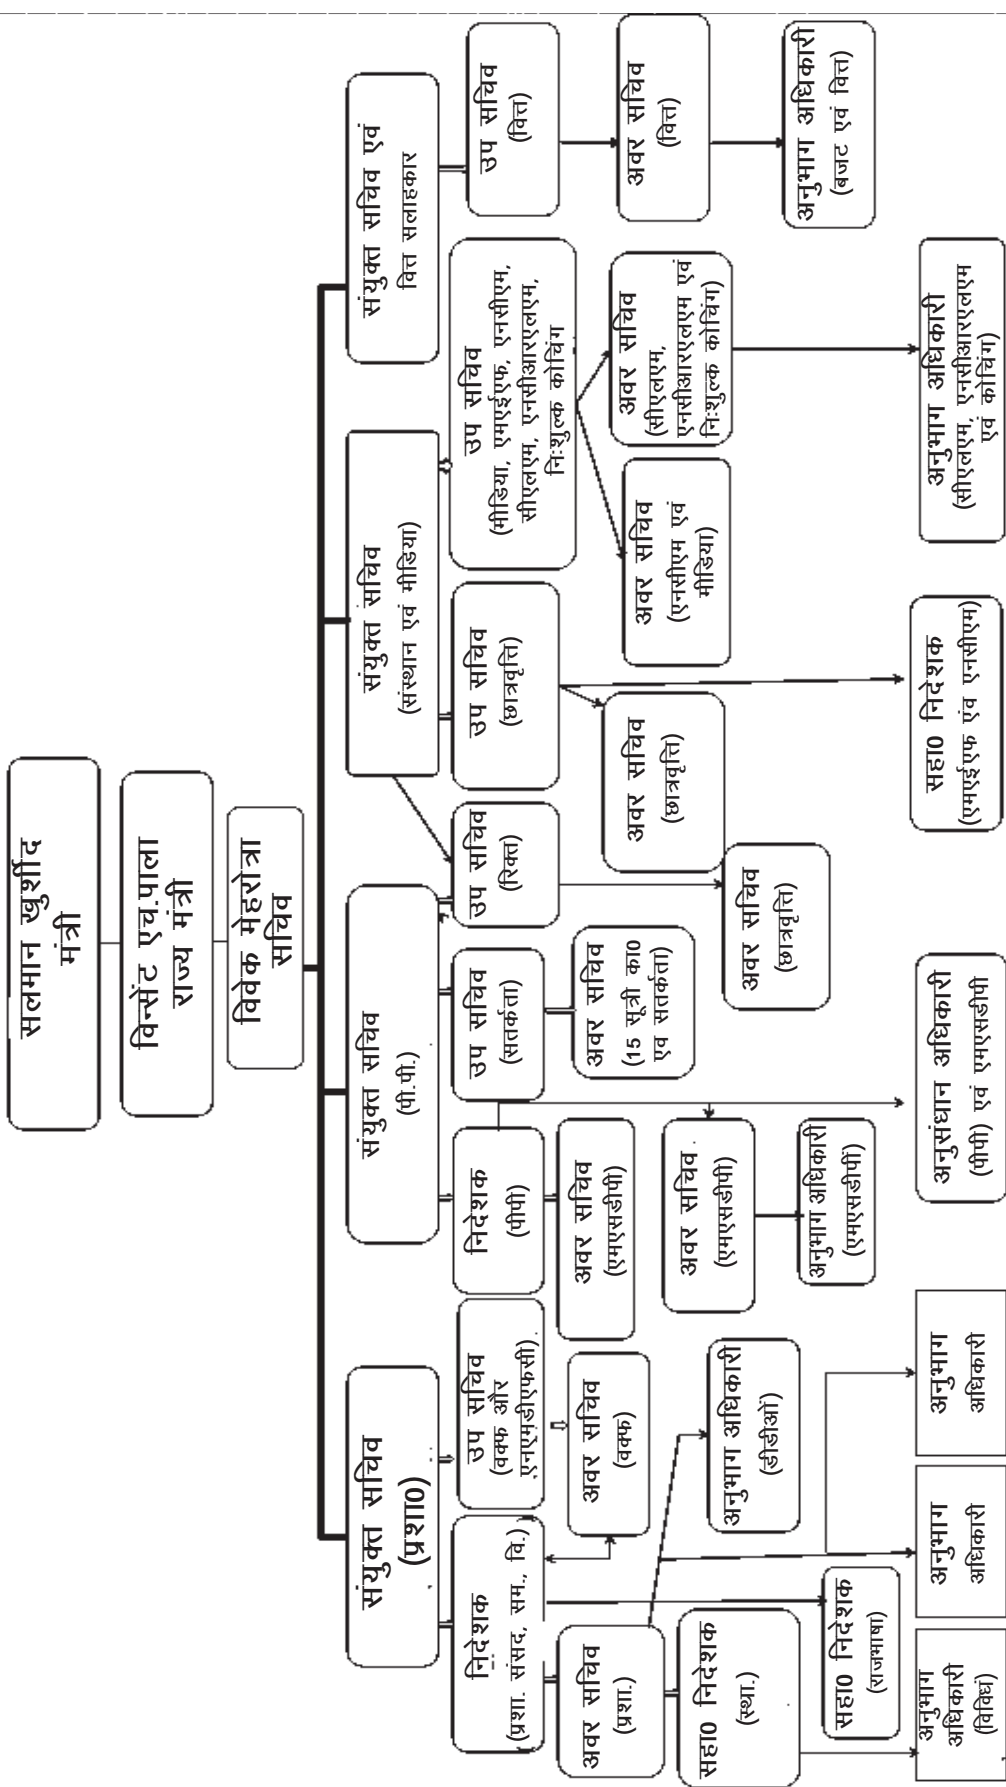 सलमान खुर्शीद
मंत्री
विन्सेंट एच.पाला
राज्य मंत्री
विवेक मेहरोत्रा
सचिव
संयुक्त सचिव
(प्रशा0)
संयुक्त सचिव
(पी.पी.)
संयुक्त सचिव
(संस्थान एवं मीडिया)
संयुक्त सचिव एवं
वित्त सलाहकार
निदेशक
(प्रशा. संसद, सम., वि.)
उप सचिव
(वक्फ और
एनएमडीएफसी)
निदेशक
(पीपी)
उप सचिव
(सतर्कता)
उप सचिव
(रिक्त)
उप सचिव
(छात्रवृत्ति)
उप सचिव
(मीडिया, एमएईएफ, एनसीएम,
सीएलएम, एनसीआरएलएम,
निःशुल्क कोचिंग
उप सचिव
(वित्त)
अवर सचिव
(प्रशा.)
अवर सचिव
(वक्फ)
अवर सचिव
(एमएसडीपी)
अवर सचिव
(15 सूत्री का0
एवं सतर्कता)
अवर सचिव
(छात्रवृत्ति)
अवर सचिव
(एनसीएम एवं
मीडिया)
अवर सचिव
(सीएलएम,
एनसीआरएलएम एवं
निःशुल्क कोचिंग)
अवर सचिव
(वित्त)
सहा0 निदेशक
(स्था.)
अनुभाग अधिकारी
(डीडीओ)
अवर सचिव
(एमएसडीपी)
अवर सचिव
(छात्रवृत्ति)
सहा0 निदेशक
(राजभाषा)
अनुभाग अधिकारी
(एमएसडीपी)
अनुभाग अधिकारी
(बजट एवं वित्त)
अनुभाग
अधिकारी
(विविध)
अनुभाग
अधिकारी
अनुभाग
अधिकारी
अनुसंधान अधिकारी
(पीपी) एवं एमएसडीपी
सहा0 निदेशक
(एमएईएफ एंव एनसीएम)
अनुभाग अधिकारी
(सीएलएम, एनसीआरएलएम
एवं कोचिंग)